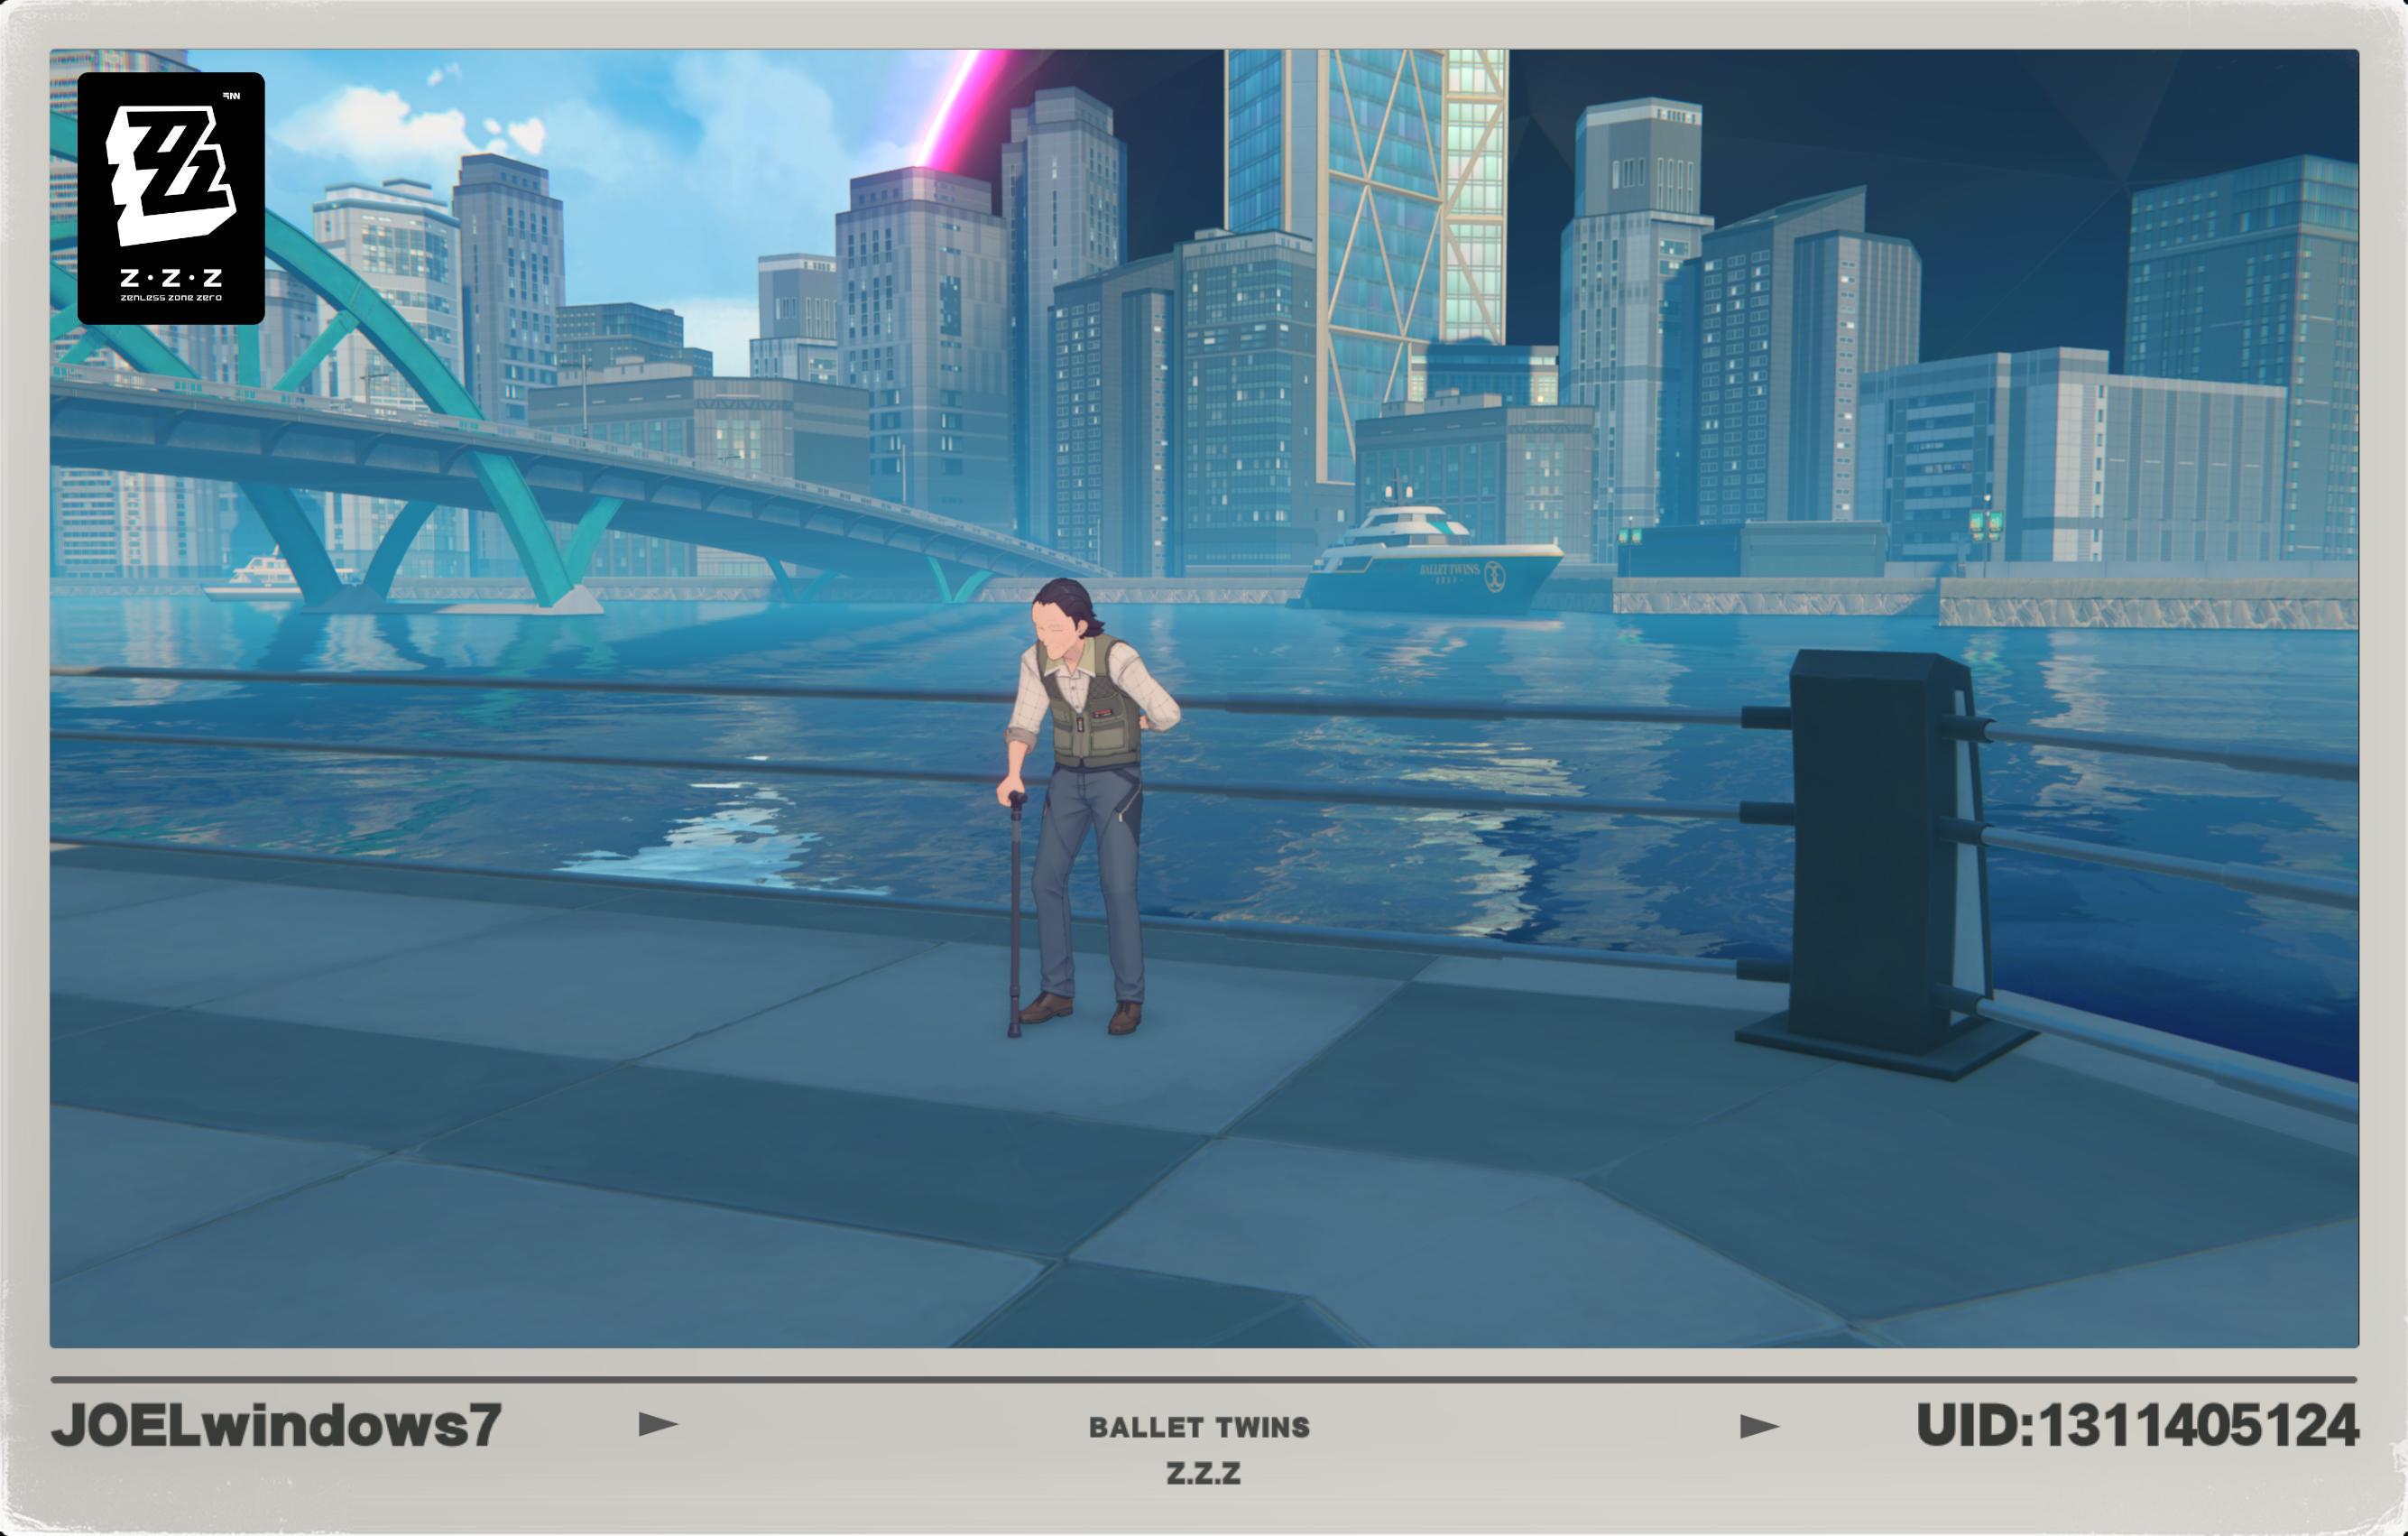 Z·Z·Z
ZENLESS ZONE ZERO
BALLET TWINS
JOELwindows7
BALLET TWINS
Z.Z.Z
UID:1311405124